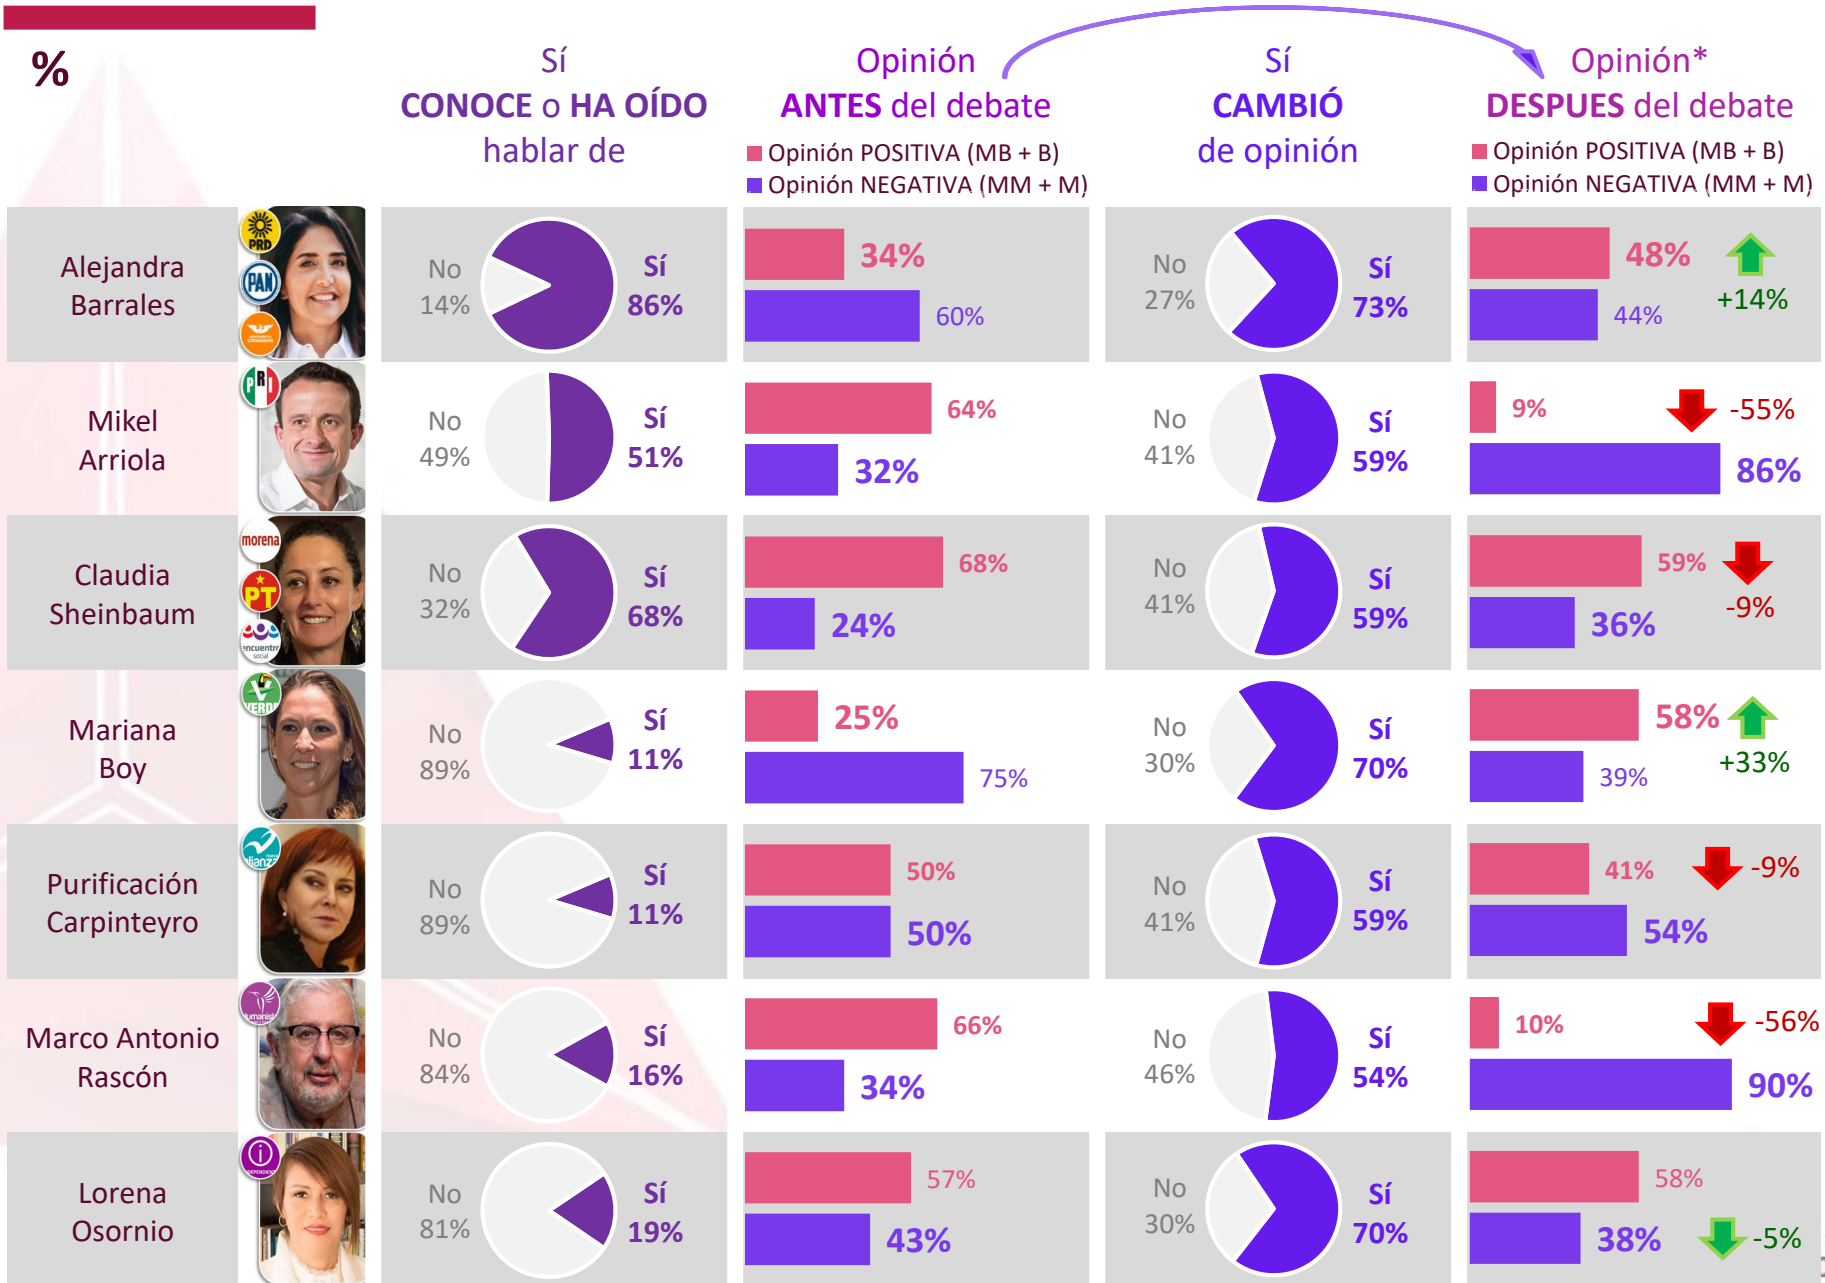 %
Sí
CONOCE o HA OÍDO
hablar de
Opinión
ANTES del debate
Opinión POSITIVA (MB + B)
Opinión NEGATIVA (MM + M)
Sí
CAMBIÓ
de opinión
Opinión*
DESPUES del debate
Opinión POSITIVA (MB + B)
Opinión NEGATIVA (MM + M)
Alejandra
Barrales
PRD
PAN
No
14%
Sí
86%
34%
60%
No
27%
Sí
73%
48%
44%
+14%
Mikel
Arriola
PRI
No
49%
Sí
51%
64%
32%
No
41%
Sí
59%
9%
86%
-55%
Claudia
Sheinbaum
morena
PT
encuentro
social
No
32%
Sí
68%
68%
24%
No
41%
Sí
59%
59%
36%
-9%
Mariana
Boy
VERDE
No
89%
Sí
11%
25%
75%
No
30%
Sí
70%
58%
39%
+33%
Purificación
Carpinteyro
alianza
No
89%
Sí
11%
50%
50%
No
41%
Sí
59%
41%
54%
-9%
Marco Antonio
Rascón
No
84%
Sí
16%
66%
34%
No
46%
Sí
54%
10%
90%
-56%
Lorena
Osornio
No
81%
Sí
19%
57%
43%
No
30%
Sí
70%
58%
38%
-5%